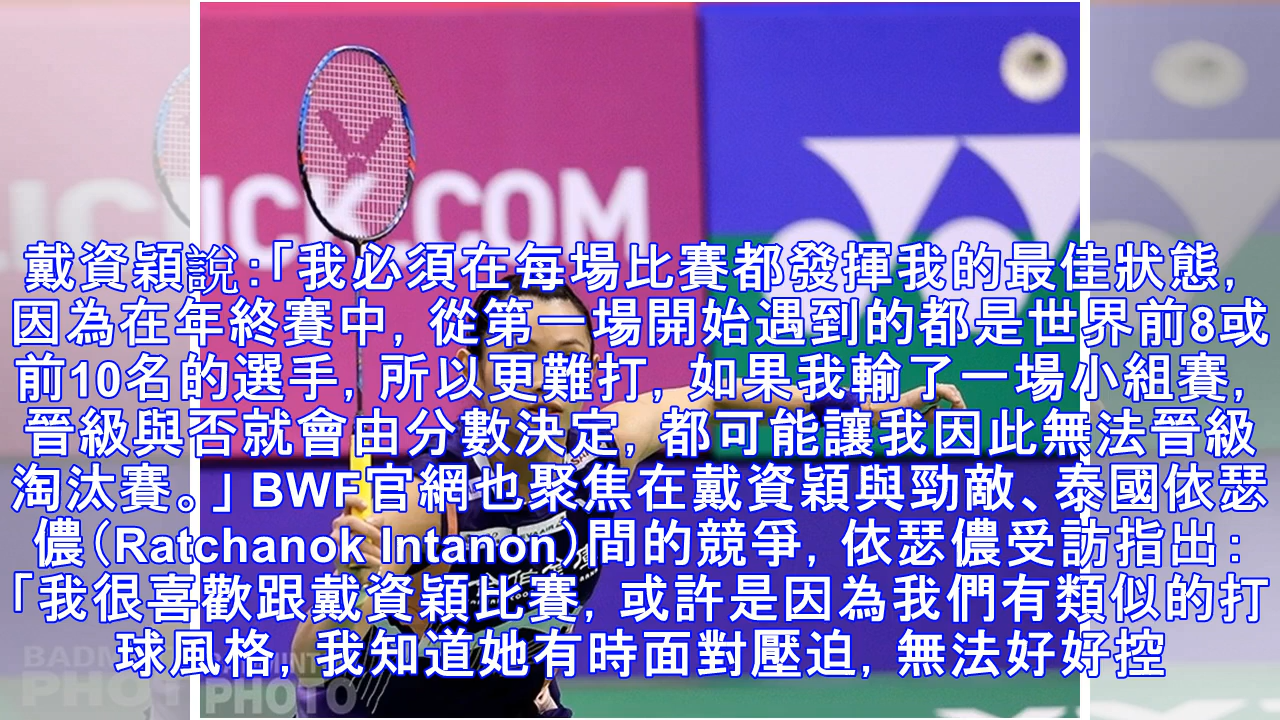 戴資穎說:「我必須在每場比賽都發揮我的最佳狀態,
因為在年終賽中, 從第一場開始遇到的都是世界前8或
前10名的選手, 所以更難打, 如果我輸了一場小組賽,
晉級與否就會由分數決定, 都可能讓我因此無法晉級
淘汰賽。」BWF官網也聚焦在戴資穎與勁敵、泰國依瑟
儂(Ratchanok Intanon)間的競爭, 依瑟儂受訪指出:
「我很喜歡跟戴資穎比賽, 或許是因為我們有類似的打
球風格, 我知道她有時面對壓迫, 無法好好控
ICLICK.COM
PHOTO